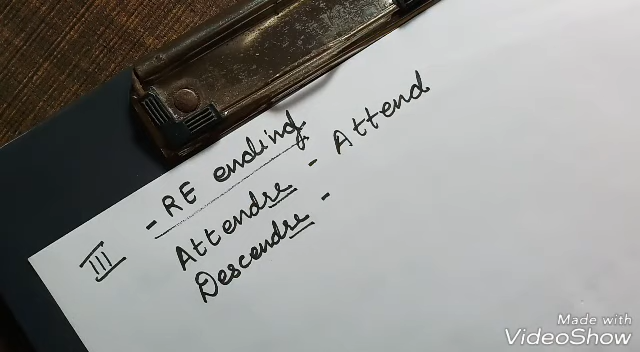 III - RE ending
Attendre - Attend
Descendre -
Made with
VideoShow